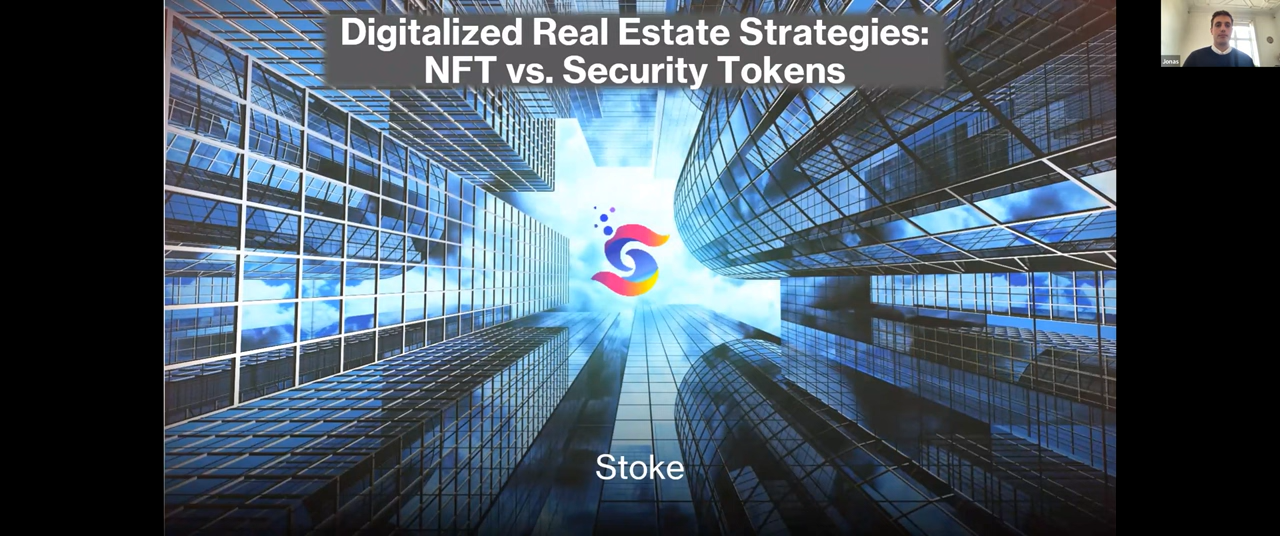 Digitalized Real Estate Strategies:
NFT vs. Security Tokens
Jonas
Stoke